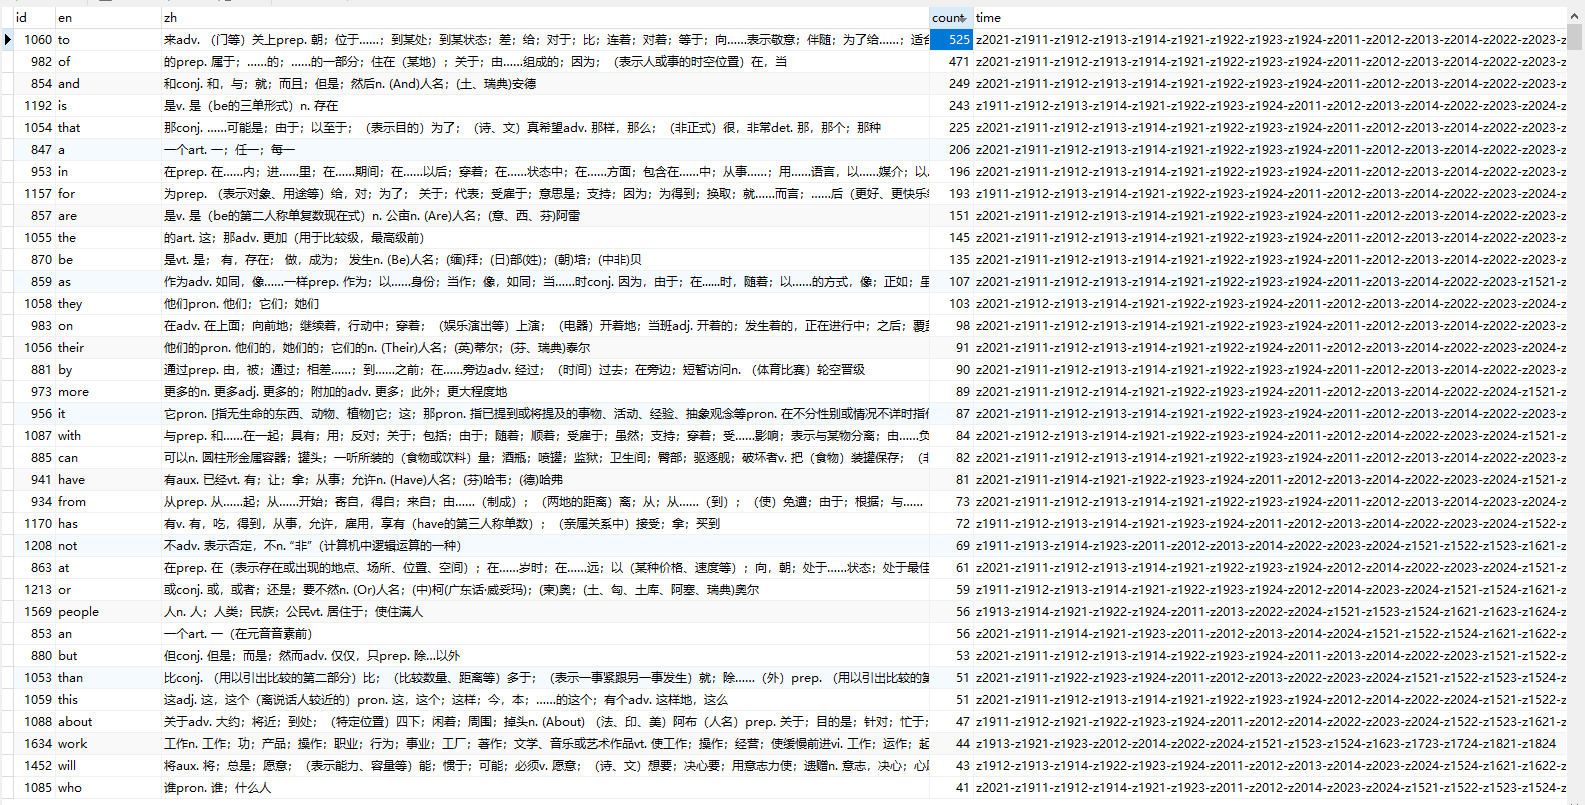 id en zh count time
1060 to 来adv. （门等）关上prep. 朝；位于……；到某处；到某状态；差；给；对于；比；连着；对着；等于；向……表示敬意；伴随；为了给……；适合 525 z2021-z1911-z1912-z1913-z1914-z1921-z1922-z1923-z1924-z2011-z2012-z2013-z2014-z2022-z2023-z
982 of 的prep. 属于；……的；……的一部分；住在（某地）；关于；由……组成的；因为；（表示人或事的时空位置）在，当 471 z2021-z1911-z1912-z1913-z1914-z1921-z1922-z1923-z1924-z2011-z2012-z2013-z2014-z2022-z2023-z
854 and 和conj. 和，与；就；而且；但是；然后n. (And)人名；(土、瑞典)安德 249 z2021-z1911-z1912-z1913-z1914-z1921-z1922-z1923-z1924-z2011-z2012-z2013-z2014-z2022-z2023-z
1192 is 是v. 是（be的三单形式）n. 存在 243 z1911-z1912-z1913-z1914-z1921-z1922-z1923-z1924-z2011-z2012-z2013-z2014-z2022-z2023-z2024-z
1054 that 那conj. ……可能是；由于；以至于；（表示目的）为了；（诗、文）真希望adv. 那样，那么；（非正式）很，非常det. 那，那个；那种 225 z2021-z1911-z1912-z1913-z1914-z1921-z1922-z1923-z1924-z2011-z2012-z2013-z2014-z2022-z2023-z
847 a 一个art. 一；任一；每一 206 z2021-z1911-z1912-z1913-z1914-z1921-z1922-z1923-z1924-z2011-z2012-z2013-z2014-z2022-z2023-z
953 in 在prep. 在……内；进……里；在……期间；在……以后；穿着；在……状态中；在……方面；包含在……中；从事……；用……语言，以……媒介；以. 196 z2021-z1911-z1912-z1913-z1914-z1921-z1922-z1923-z1924-z2011-z2012-z2013-z2014-z2022-z2023-z
1157 for 为prep. （表示对象、用途等）给，对；为了； 关于；代表；受雇于；意思是；支持；因为；为得到；换取；就……而言；……后（更好、更快乐 193 z1911-z1912-z1913-z1914-z1921-z1922-z1923-z1924-z2011-z2012-z2013-z2014-z2022-z2023-z2024-z
857 are 是v. 是（be的第二人称单复数现在式）n. 公亩n. (Are)人名；(意、西、芬)阿雷 151 z2021-z1911-z1912-z1913-z1914-z1921-z1922-z1923-z1924-z2011-z2012-z2013-z2014-z2022-z2023-z
1055 the 的art. 这；那adv. 更加（用于比较级，最高级前） 145 z2021-z1911-z1912-z1913-z1914-z1921-z1922-z1923-z1924-z2011-z2012-z2013-z2014-z2022-z2023-z
870 be 是vt. 是； 有，存在； 做，成为； 发生n. (Be)人名；(缅)拜；(日)部(姓)；(朝)培；(中非)贝 135 z2021-z1911-z1912-z1913-z1914-z1921-z1922-z1923-z1924-z2011-z2012-z2013-z2014-z2022-z2023-z
859 as 作为adv. 如同，像……一样prep. 作为；以……身份；当作；像，如同；当……时conj. 因为，由于；在……时，随着；以……的方式，像；正如；虽 107 z2021-z1911-z1912-z1913-z1914-z1921-z1922-z1923-z1924-z2011-z2012-z2013-z2022-z2023-z1521-z
1058 they 他们pron. 他们；它们；她们 103 z2021-z1911-z1912-z1913-z1914-z1921-z1922-z1923-z1924-z2011-z2012-z2013-z2022-z2023-z2024-z
983 on 在adv. 在上面；向前地；继续着，行动中；穿着；（娱乐演出等）上演；（电器）开着地；当班adj. 开着的；发生着的，正在进行中；之后；覆盖 98 z2021-z1911-z1912-z1913-z1914-z1921-z1922-z1923-z1924-z2011-z2012-z2013-z2014-z2022-z2023-z
1056 their 他们的pron. 他们的，她们的；它们的n. (Their)人名；(英)蒂尔；(芬、瑞典)泰尔 91 z2021-z1911-z1912-z1913-z1914-z1921-z1922-z1924-z2011-z2012-z2013-z2014-z2022-z2023-z2024-z
881 by 通过prep. 由，被；通过；相差……；到……之前；在……旁边adv. 经过；（时间）过去；在旁边；短暂访问n. （体育比赛）轮空晋级 90 z2021-z1911-z1912-z1913-z1914-z1921-z1922-z1923-z1924-z2011-z2012-z2013-z2014-z2022-z2023-z
973 more 更多的n. 更多adj. 更多的；附加的adv. 更多；此外；更大程度地 89 z2021-z1911-z1912-z1914-z1921-z1922-z1923-z1924-z2011-z2012-z2013-z2014-z2022-z2024-z1521-z
956 it 它pron. [指无生命的东西、动物、植物]它；这；那pron. 指已提到或将提及的事物、活动、经验、抽象观念等pron. 在不分性别或情况不详时指 87 z2021-z1911-z1912-z1913-z1914-z1921-z1922-z1923-z1924-z2011-z2012-z2013-z2014-z2022-z2023-z
1087 with 与prep. 和……在一起；具有；用；反对；关于；包括；由于；随着；顺着；受雇于；虽然；支持；穿着；受……影响；表示与某物分离；由……负 84 z2021-z1912-z1913-z1914-z1921-z1922-z1923-z1924-z2011-z2012-z2014-z2022-z2023-z2024-z1521-z
885 can 可以n. 圆柱形金属容器；罐头；一听所装的（食物或饮料）量；酒瓶；喷罐；监狱；卫生间；臀部；驱逐舰；破坏者v. 把（食物）装罐保存；（非 82 z2021-z1911-z1912-z1913-z1914-z1921-z1922-z1923-z1924-z2011-z2012-z2013-z2014-z2022-z2023-z
941 have 有aux. 已经vt. 有；让；拿；从事；允许n. (Have)人名；(芬)哈韦；(德)哈弗 81 z2021-z1911-z1914-z1921-z1922-z1923-z1924-z2011-z2012-z2013-z2014-z2022-z2023-z2024-z1521-z
934 from 从prep. 从……起；从……开始；寄自，得自；来自；由……（制成）；（两地的距离）离；从；从……（到）；（使）免遭；由于；根据；与…… 73 z2021-z1911-z1912-z1913-z1914-z1921-z1922-z1923-z1924-z2011-z2012-z2013-z2014-z2022-z2023-z
1170 has 有v. 有，吃，得到，从事，允许，雇用，享有（have的第三人称单数）；（亲属关系中）接受；拿；买到 72 z1911-z1912-z1913-z1914-z1921-z1923-z1924-z2011-z2012-z2013-z2014-z2022-z2023-z2024-z1522-z
1208 not 不adv. 表示否定，不n. “非”（计算机中逻辑运算的一种） 69 z1911-z1913-z1914-z1923-z2011-z2012-z2013-z2014-z2022-z2023-z2024-z1521-z1522-z1523-z1621-z
863 at 在prep. 在（表示存在或出现的地点、场所、位置、空间）；在……岁时；在……远；以（某种价格、速度等）；向，朝；处于……状态；处于最佳 61 z2021-z1911-z1912-z1913-z1914-z1921-z1922-z1923-z1924-z2011-z2012-z2013-z2014-z2022-z2023-z
1213 or 或conj. 或，或者；还是；要不然n. (Or)人名；(中)柯(广东话·威妥玛)；(柬)奥；(土、匈、土库、阿塞、瑞典)奥尔 59 z1911-z1912-z1914-z1921-z1922-z1923-z1924-z2011-z2012-z2013-z2014-z2022-z2023-z2024-z1521-z
1569 people 人n. 人；人类；民族；公民vt. 居住于；使住满人 56 z1913-z1914-z1921-z1922-z1924-z2011-z2013-z2022-z2024-z1521-z1523-z1524-z1621-z1623-z1624-z
853 an 一个art. 一（在元音音素前） 56 z2021-z1911-z1914-z1921-z1923-z2011-z2012-z2013-z2014-z2024-z1521-z1522-z1524-z1621-z1622-z
880 but 但conj. 但是；而是；然而adv. 仅仅，只prep. 除...以外 53 z2021-z1911-z1912-z1913-z1914-z1922-z1923-z1924-z2011-z2012-z2013-z2014-z2023-z1521-z1522-z
1053 than 比conj. （用以引出比较的第二部分）比；（比较数量、距离等）多于；（表示一事紧跟另一事发生）就；除……（外）prep. （用以引出比较的第 51 z2021-z1911-z1922-z1923-z1924-z2011-z2012-z2013-z2014-z2023-z2024-z1521-z1522-z1523-z1524-z
1059 this 这adj. 这，这个（离说话人较近的）pron. 这，这个；这样；今，本；……的这个；有个adv. 这样地，这么 51 z2021-z1911-z1912-z1913-z1914-z1921-z1922-z1923-z2011-z2012-z2013-z2022-z1522-z1523-z1524-z
1088 about 关于adv. 大约；将近；到处；（特定位置）四下；闲着；周围；掉头n. (About) （法、印、美）阿布（人名）prep. 关于；目的是；针对；忙于； 47 z1911-z1912-z1921-z1922-z1923-z1924-z2011-z2012-z2014-z2022-z2023-z2024-z1522-z1523-z1621-z
1634 work 工作n. 工作；功；产品；操作；职业；行为；事业；工厂；著作；文学、音乐或艺术作品vt. 使工作；操作；经营；使缓慢前进vi. 工作；运作；起 44 z1913-z1921-z1923-z2012-z2014-z2022-z2024-z1521-z1523-z1524-z1623-z1723-z1724-z1821-z1824
1452 will 将aux. 将；总是；愿意；（表示能力、容量等）能；惯于；可能；必须v. 愿意；（诗、文）想要；决心要；用意志力使；遗赠n. 意志，决心；心愿 43 z1912-z1913-z1914-z1922-z1923-z1924-z2011-z2013-z2014-z2023-z2024-z1521-z1522-z1523-z1524-z
1085 who 谁pron. 谁；什么人 41 z2021-z1911-z1912-z1913-z1914-z1921-z1923-z2011-z2012-z2013-z2014-z2022-z2023-z1524-z1621-z